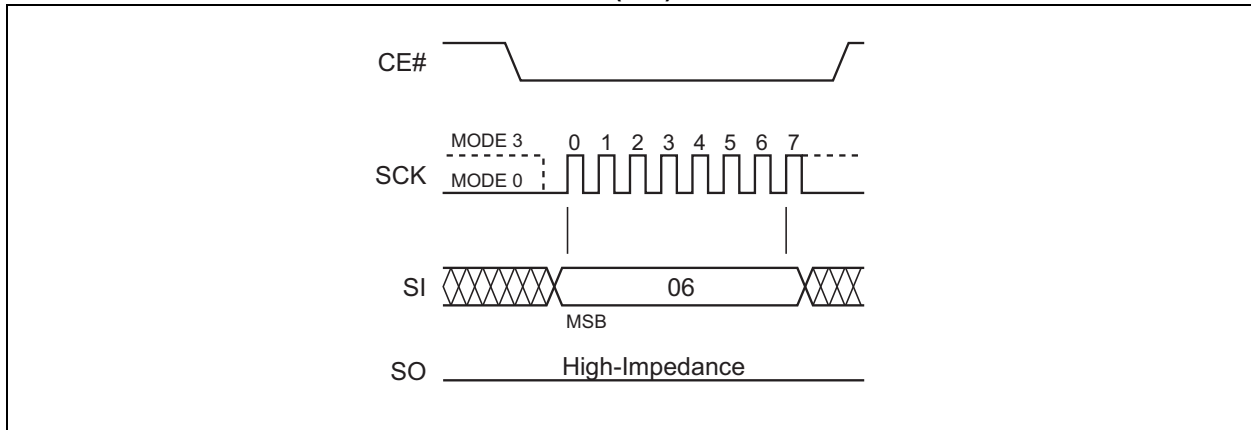 CE#
MODE 3
0 1 2 3 4 5 6 7
SCK
MODE 0
SI
06
MSB
SO
High-Impedance